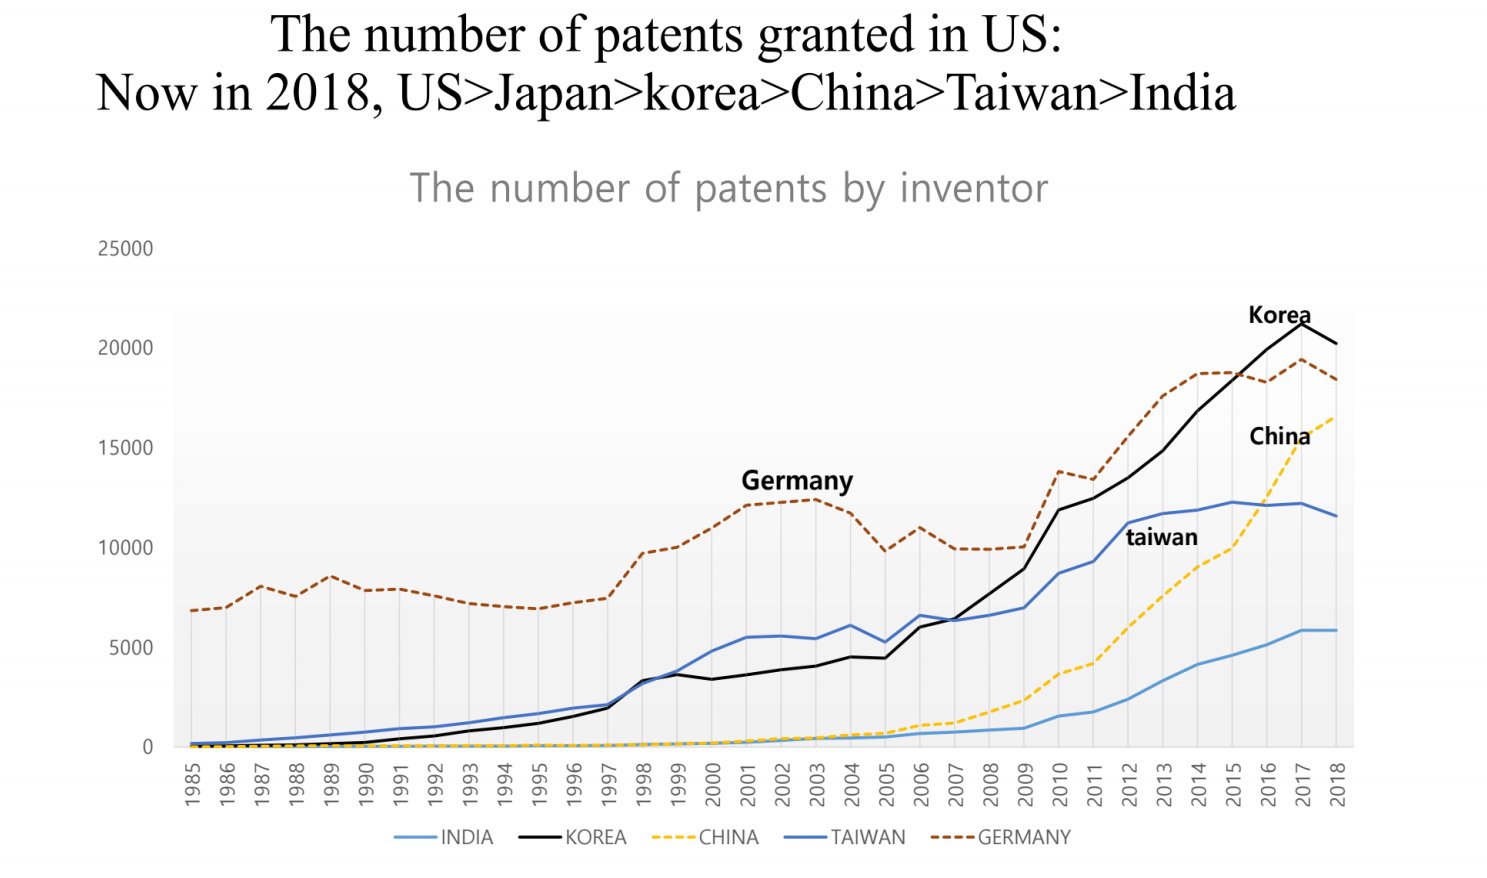 The number of patents granted in US:
Now in 2018, US>Japan>korea>China>Taiwan>India
The number of patents by inventor
25000
20000
15000
10000
5000
0
Korea
China
Germany
taiwan
1985 1986 1987 1988 1989 1990 1991 1992 1993 1994 1995 1996 1997 1998 1999 2000 2001 2002 2003 2004 2005 2006 2007 2008 2009 2010 2011 2012 2013 2014 2015 2016 2017 2018
INDIA KOREA CHINA TAIWAN GERMANY